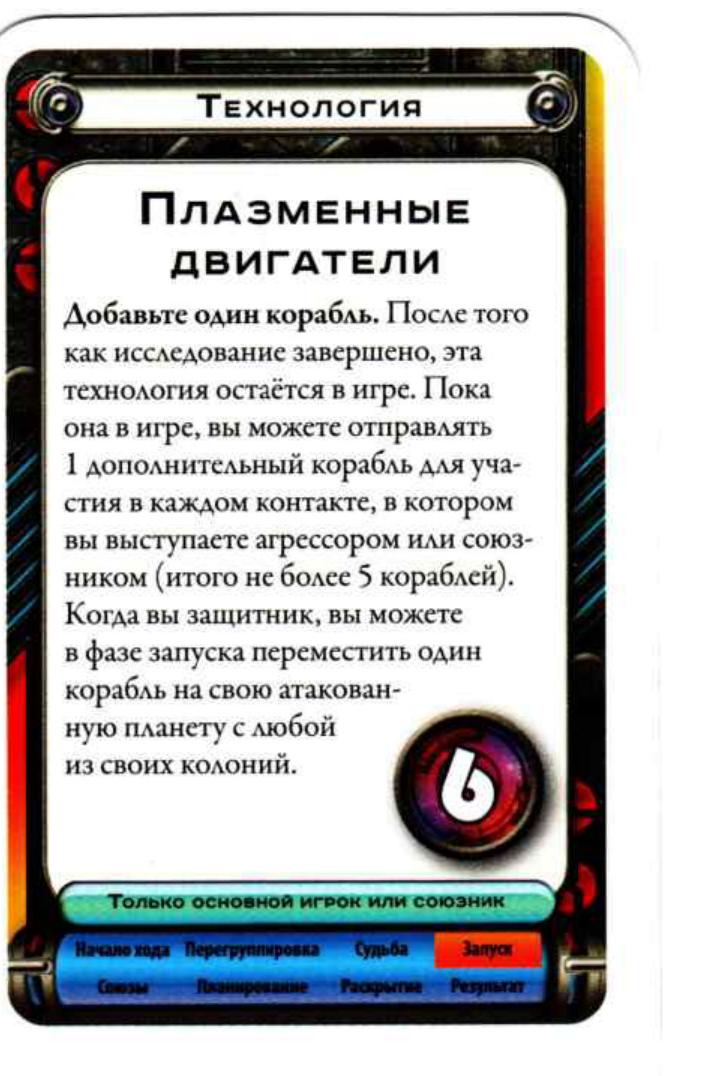 Технология
Плазменные
двигатели
Добавьте один корабль. После того
как исследование завершено, эта
технология остаётся в игре. Пока
она в игре, вы можете отправлять
1 дополнительный корабль для уча-
стия в каждом контакте, в котором
вы выступаете агрессором или союз-
ником (итого не более 5 кораблей).
Когда вы защитник, вы можете
в фазе запуска переместить один
корабль на свою атакован-
ную планету с любой
из своих колоний.
6
Только основной игрок или союзник
Начало хода Перегруппировка Судьба Запуск
Союзы Планирование Раскрытие Результат